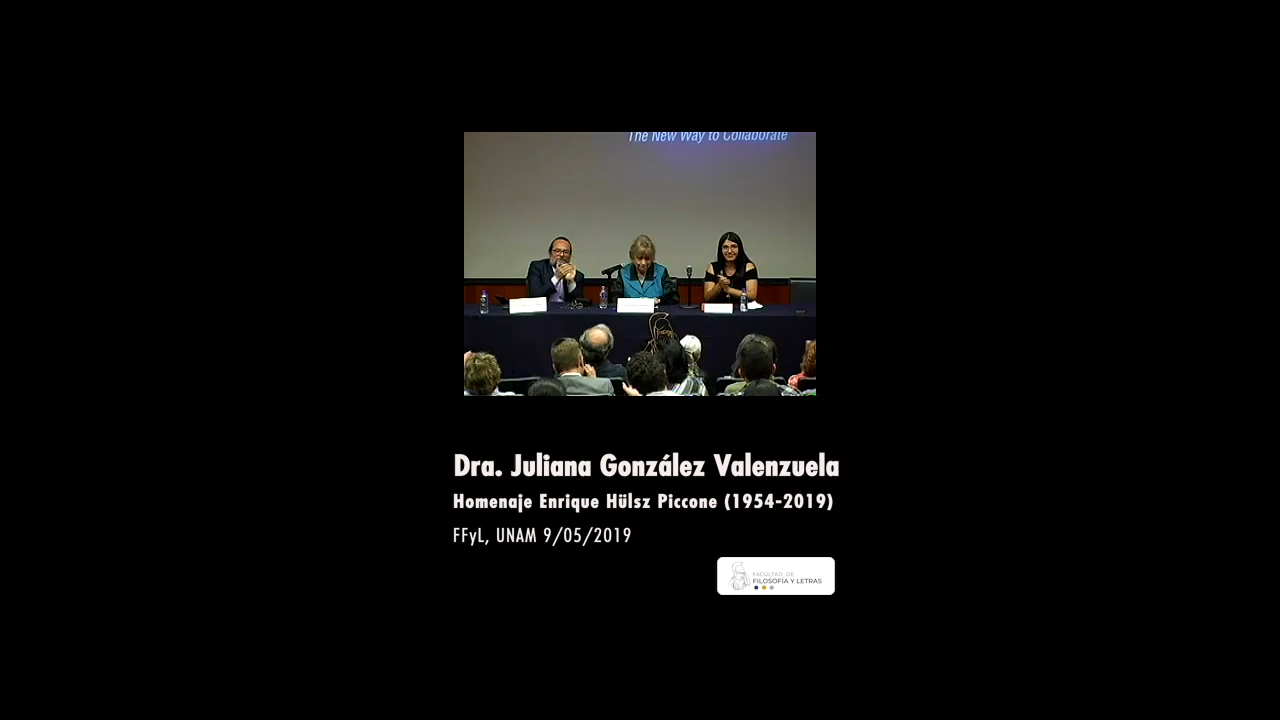 The New Way to Collaborate
Dra. Juliana González Valenzuela
Homenaje Enrique Hülsz Piccone (1954-2019)
FFyL, UNAM 9/05/2019
FACULTAD DE
FILOSOFÍA Y LETRAS